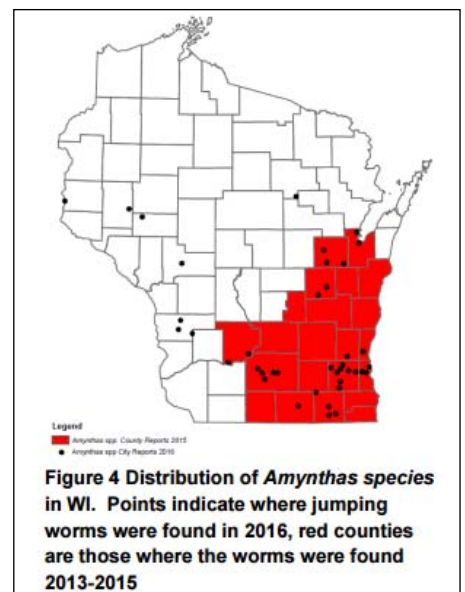 Legend
Amynthas spp. County Reports 2015
Amynthas spp City Reports 2016
Figure 4 Distribution of Amynthas species
in WI. Points indicate where jumping
worms were found in 2016, red counties
are those where the worms were found
2013-2015